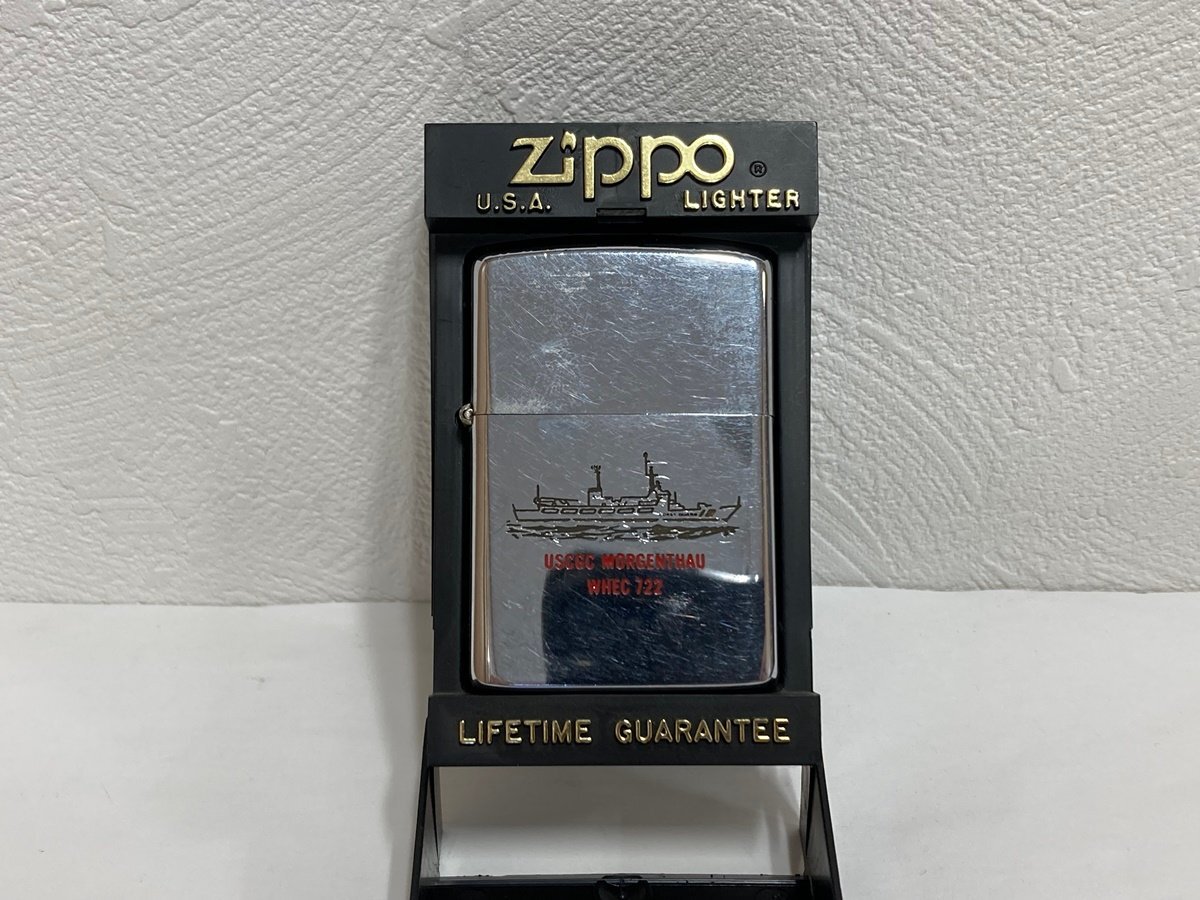 Zippo ®
U.S.A. LIGHTER
USCGC MORGENTHAU
WHEC 722
LIFETIME GUARANTEE